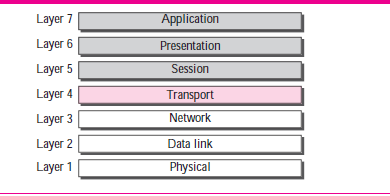 Layer 7 Application
Layer 6 Presentation
Layer 5 Session
Layer 4 Transport
Layer 3 Network
Layer 2 Data link
Layer 1 Physical